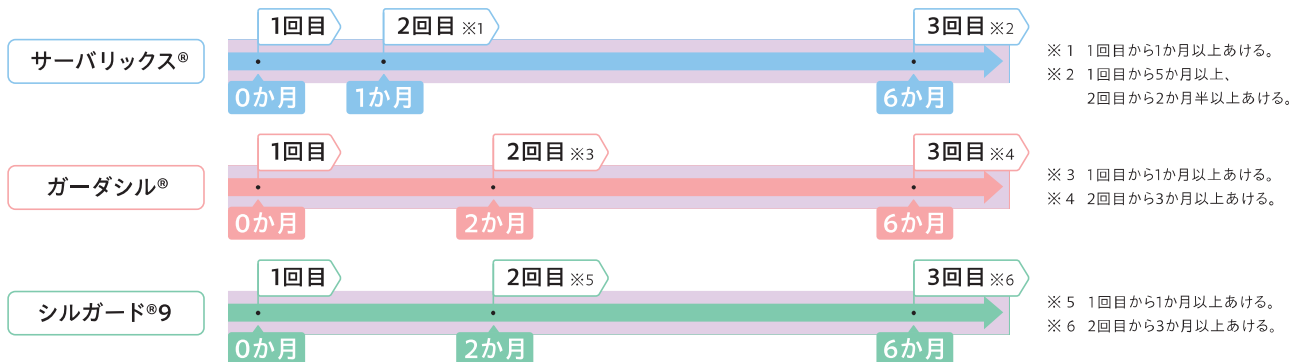 1回目
2回目 ※1
3回目 ※2
サーバリックス®
0か月
1か月
6か月
※1 1回目から1か月以上あける。
※2 1回目から5か月以上、
2回目から2か月半以上あける。
1回目
2回目 ※3
3回目 ※4
ガーダシル®
0か月
2か月
6か月
※3 1回目から1か月以上あける。
※4 2回目から3か月以上あける。
1回目
2回目 ※5
3回目 ※6
シルガード®9
0か月
2か月
6か月
※5 1回目から1か月以上あける。
※6 2回目から3か月以上あける。